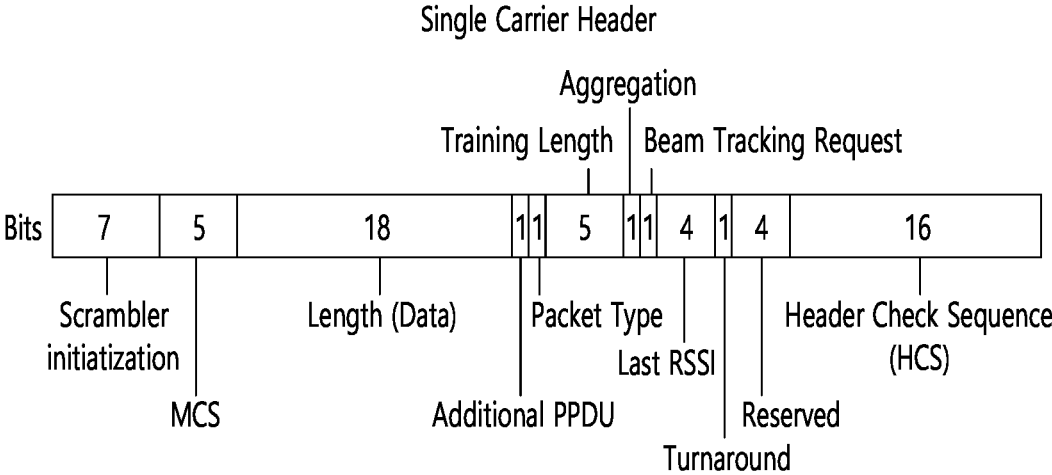 Single Carrier Header
Aggregation
Training Length
Beam Tracking Request
Bits 7 5 18 1 1 5 1 1 4 1 4 16
Scrambler
initiatization
Length (Data)
Packet Type
Header Check Sequence
(HCS)
Last RSSI
MCS
Additional PPDU
Reserved
Turnaround